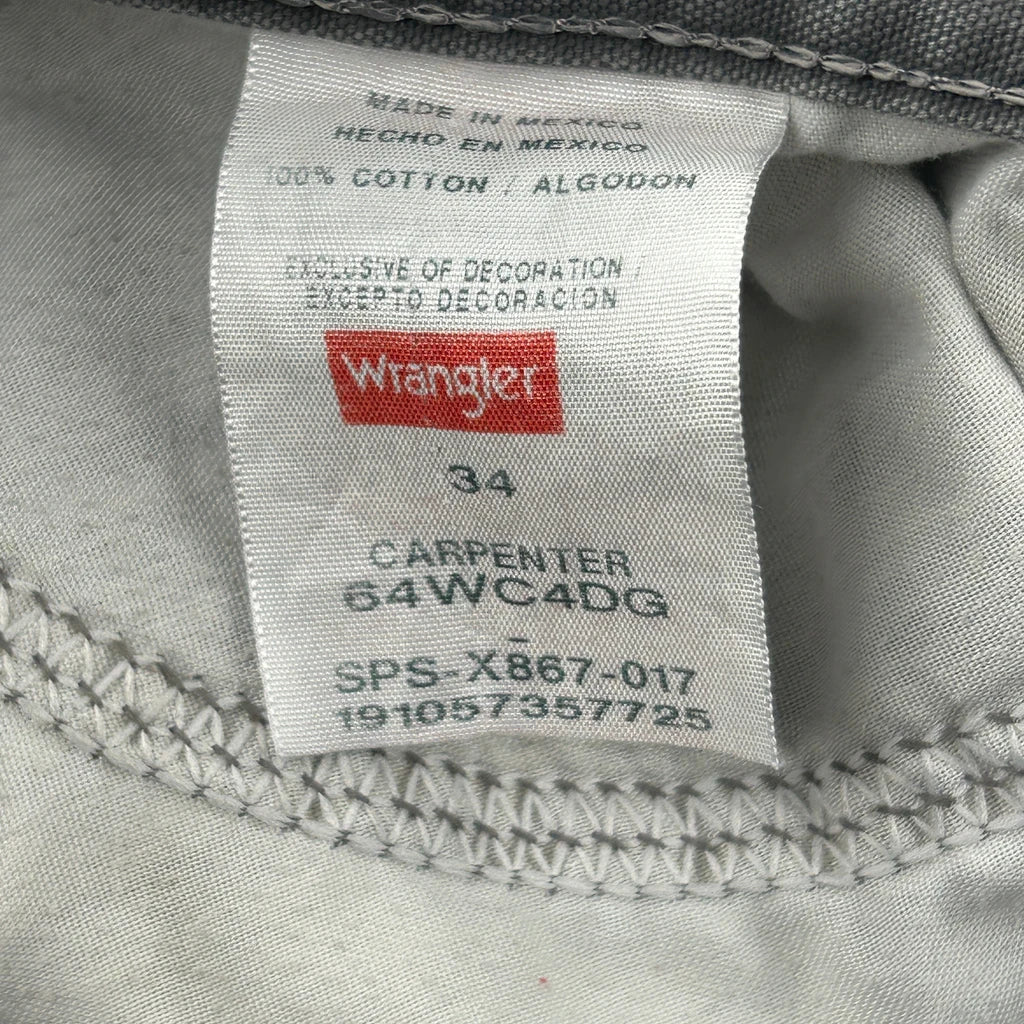 MADE IN MEXICO
HECHO EN MEXICO
100% COTTON / ALGODON
EXCLUSIVE OF DECORATION /
EXCEPTO DECORACION
Wrangler
34
CARPENTER
64WC4DG
-
SPS-X867-017
191057357725